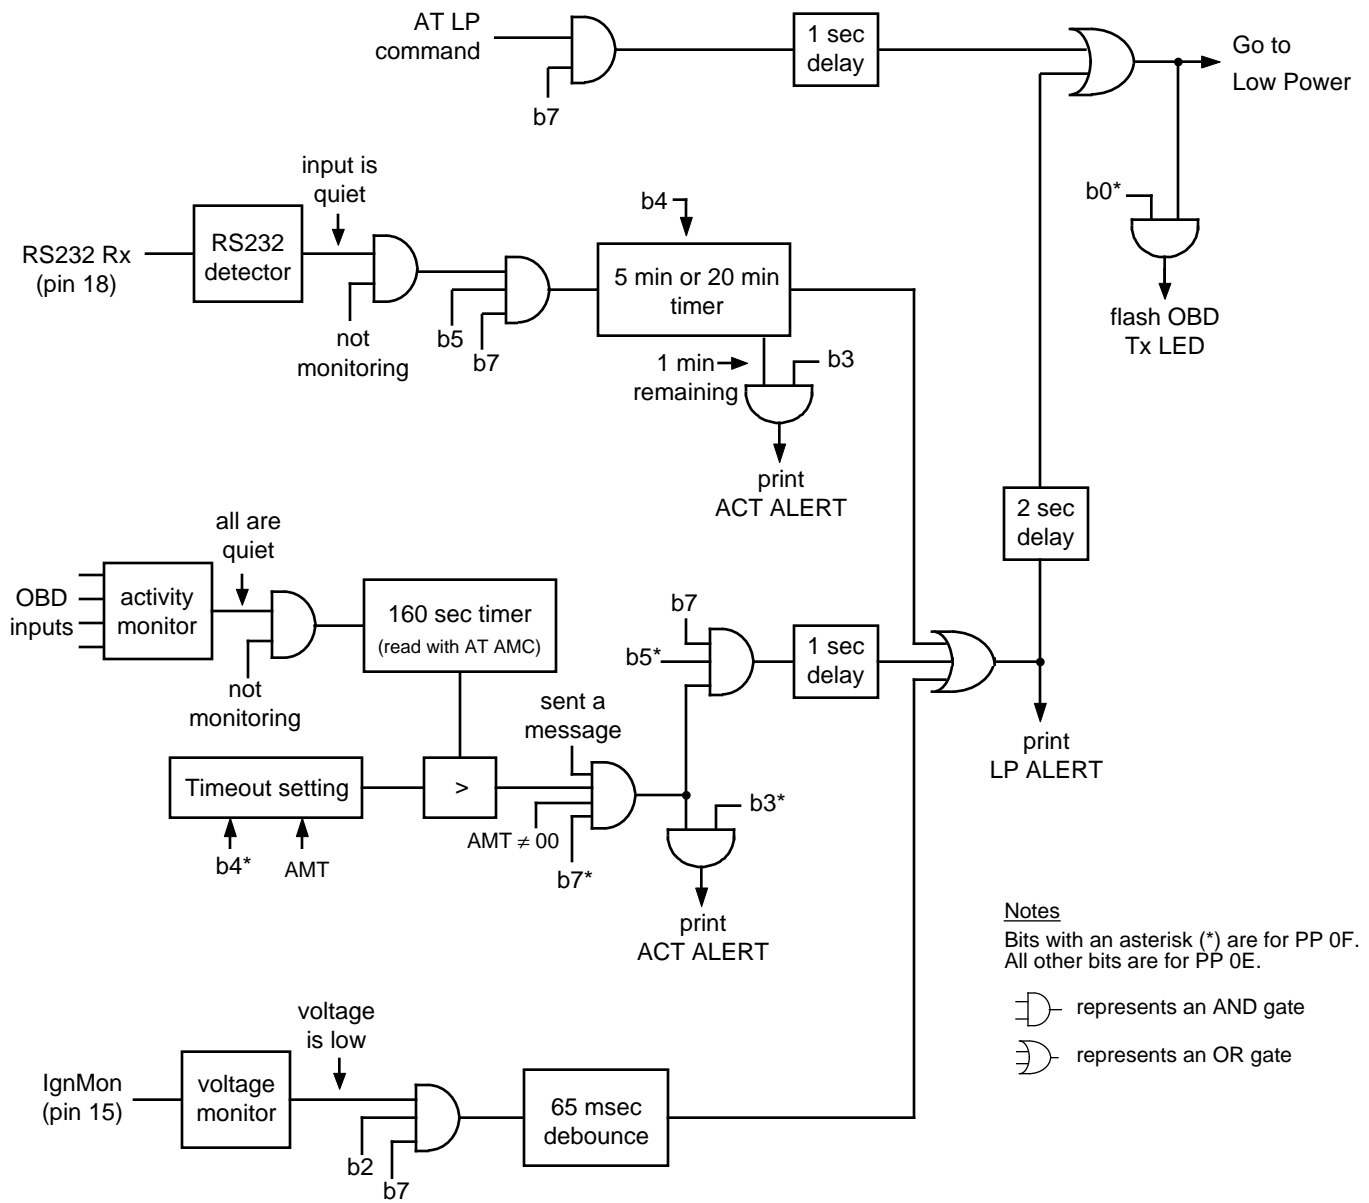 AT LP
command
b7
1 sec
delay
Go to
Low Power
b0*
flash OBD
Tx LED
input is
quiet
RS232 Rx
(pin 18)
RS232
detector
not
monitoring
b5
b7
b4
5 min or 20 min
timer
1 min
remaining
b3
print
ACT ALERT
2 sec
delay
all are
quiet
OBD
inputs
activity
monitor
not
monitoring
160 sec timer
(read with AT AMC)
b7
b5*
1 sec
delay
sent a
message
Timeout setting
>
b4*
AMT
AMT ≠ 00
b7*
b3*
print
ACT ALERT
print
LP ALERT
Notes
Bits with an asterisk (*) are for PP 0F.
All other bits are for PP 0E.
represents an AND gate
represents an OR gate
voltage
is low
IgnMon
(pin 15)
voltage
monitor
b2
b7
65 msec
debounce